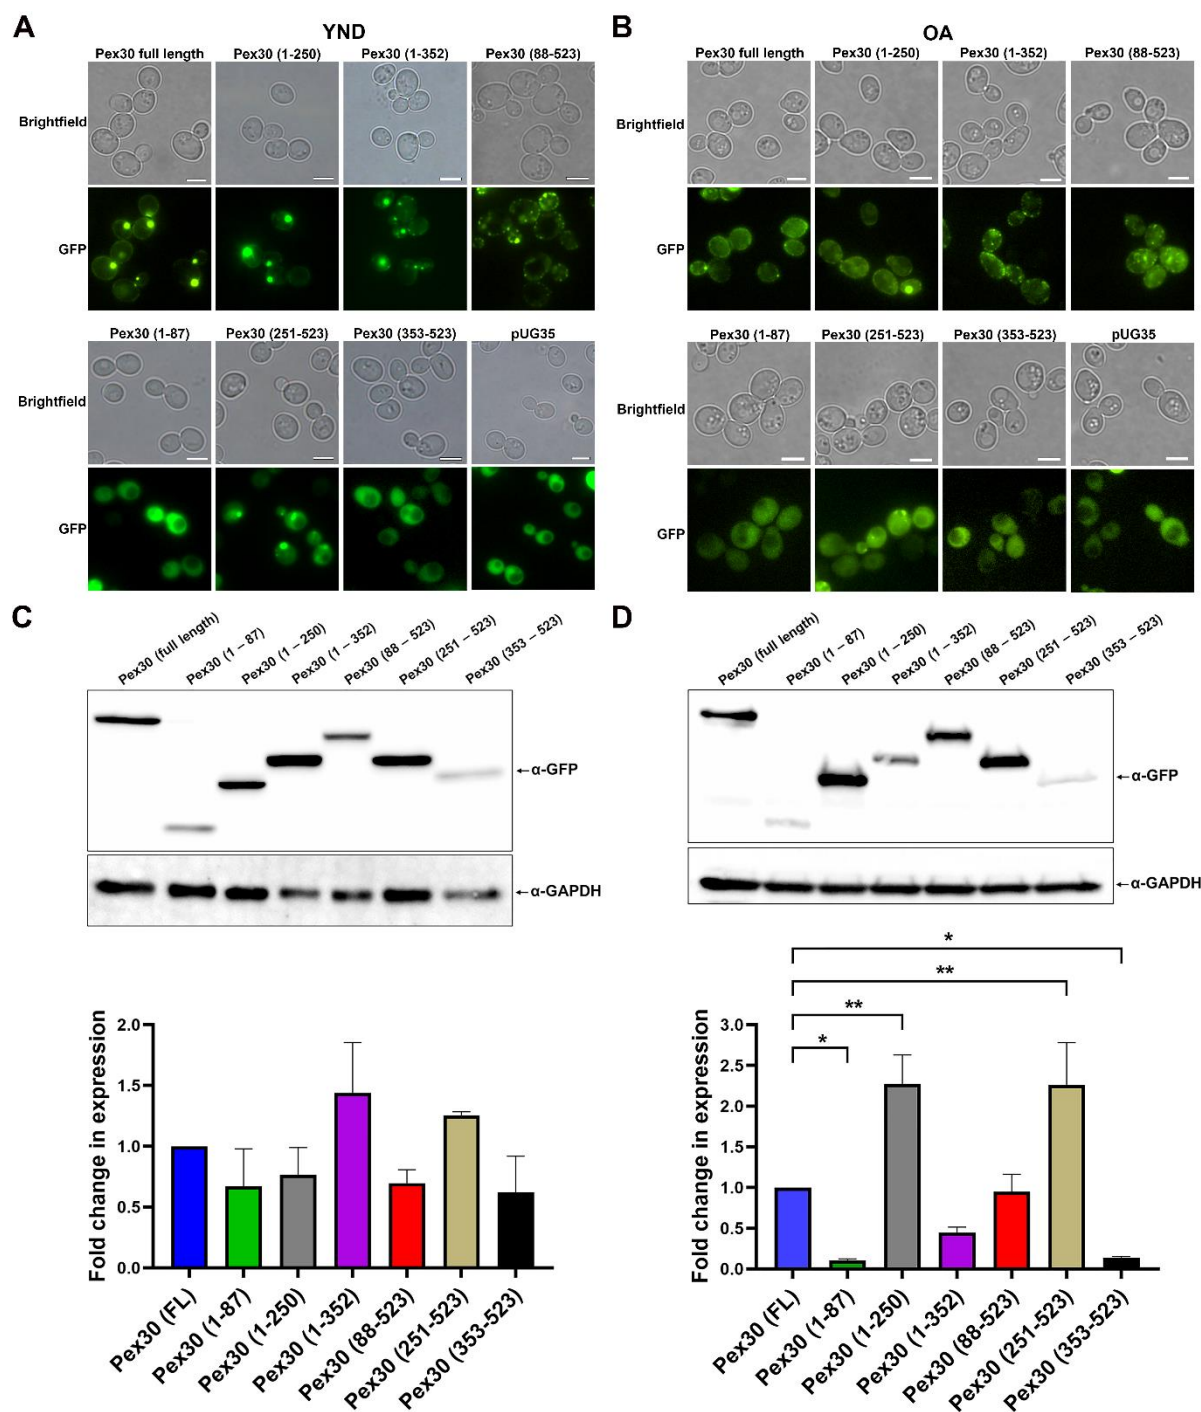 A
YND
Pex30 full length Pex30 (1-250) Pex30 (1-352) Pex30 (88-523)
Brightfield
GFP
Pex30 (1-87) Pex30 (251-523) Pex30 (353-523) pUG35
Brightfield
GFP
B
OA
Pex30 full length Pex30 (1-250) Pex30 (1-352) Pex30 (88-523)
Brightfield
GFP
Pex30 (1-87) Pex30 (251-523) Pex30 (353-523) pUG35
Brightfield
GFP
C
Pex30 (full length)
Pex30 (1 – 87)
Pex30 (1 – 250)
Pex30 (1 – 352)
Pex30 (88 – 523)
Pex30 (251 – 523)
Pex30 (353 – 523)
←α-GFP
←α-GAPDH
Fold change in expression
2.0
1.5
1.0
0.5
0.0
Pex30 (FL)
Pex30 (1-87)
Pex30 (1-250)
Pex30 (1-352)
Pex30 (88-523)
Pex30 (251-523)
Pex30 (353-523)
D
Pex30 (full length)
Pex30 (1 – 87)
Pex30 (1 – 250)
Pex30 (1 – 352)
Pex30 (88 – 523)
Pex30 (251 – 523)
Pex30 (353 – 523)
←α-GFP
←α-GAPDH
*
**
**
*
Fold change in expression
3.0
2.5
2.0
1.5
1.0
0.5
0.0
Pex30 (FL)
Pex30 (1-87)
Pex30 (1-250)
Pex30 (1-352)
Pex30 (88-523)
Pex30 (251-523)
Pex30 (353-523)